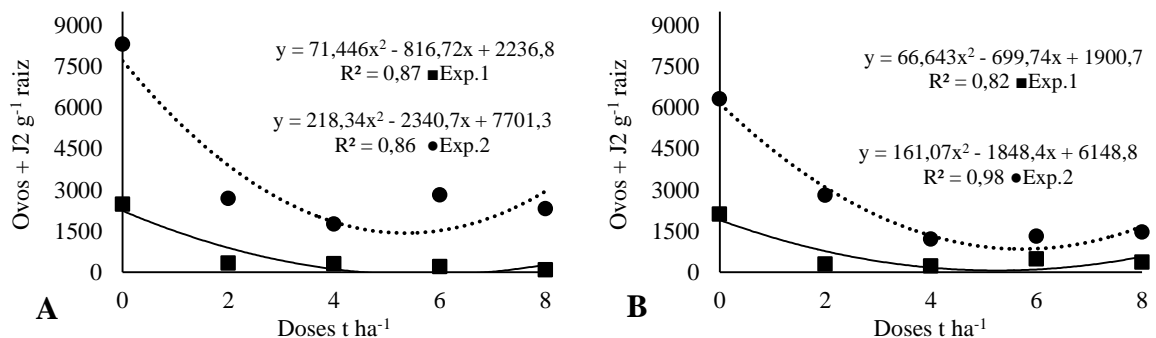 Ovos + J2 g⁻¹ raiz
9000
7500
6000
4500
3000
1500
0
y = 71,446x² - 816,72x + 2236,8
R² = 0,87 ■Exp.1
y = 218,34x² - 2340,7x + 7701,3
R² = 0,86 ●Exp.2
0 2 4 6 8
A Doses t ha⁻¹
Ovos + J2 g⁻¹ raiz
9000
7500
6000
4500
3000
1500
0
y = 66,643x² - 699,74x + 1900,7
R² = 0,82 ■Exp.1
y = 161,07x² - 1848,4x + 6148,8
R² = 0,98 ●Exp.2
0 2 4 6 8
B Doses t ha⁻¹